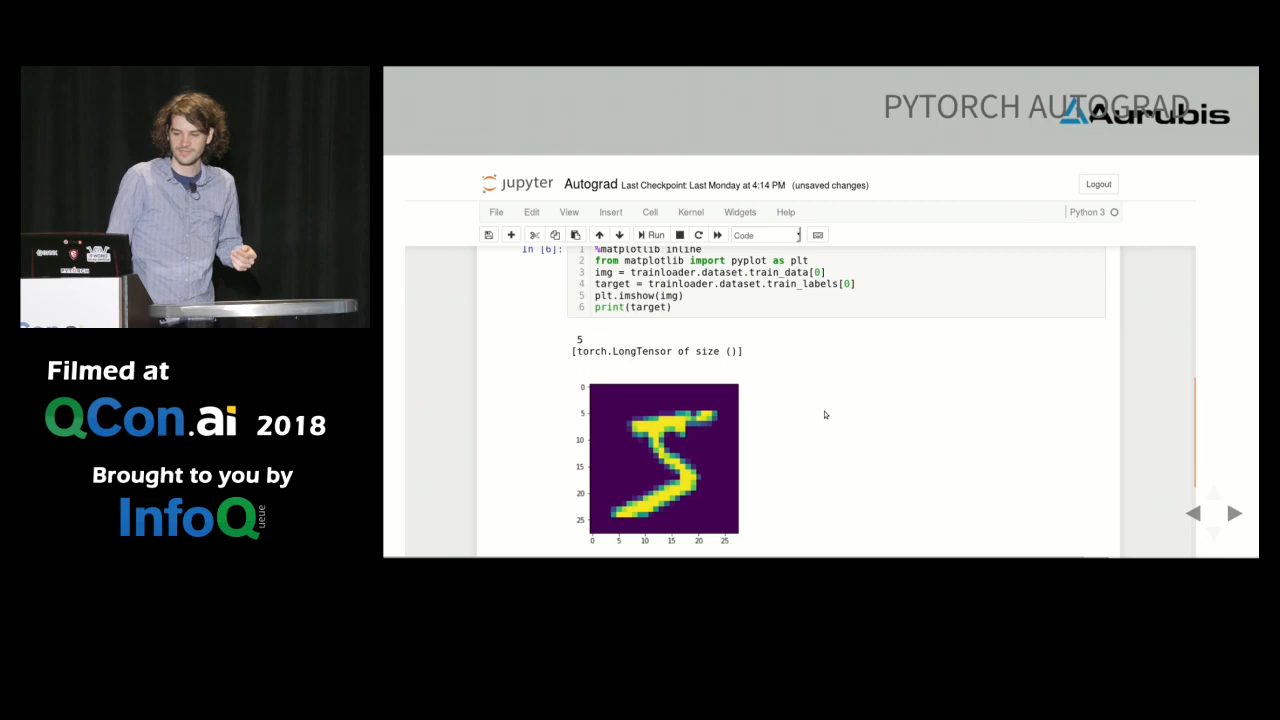 PYTORCH AUTOGRAD
Aurubis
jupyter Autograd Last Checkpoint: Last Monday at 4:14 PM (unsaved changes)
Logout
File Edit View Insert Cell Kernel Widgets Help
Python 3
Run Code
In [6]:
1 %matplotlib inline
2 from matplotlib import pyplot as plt
3 img = trainloader.dataset.train_data[0]
4 target = trainloader.dataset.train_labels[0]
5 plt.imshow(img)
6 print(target)
5
[torch.LongTensor of size ()]
0
5
10
15
20
25
0 5 10 15 20 25
PYTORCH
Filmed at
QCon.ai 2018
Brought to you by
InfoQ
ueue